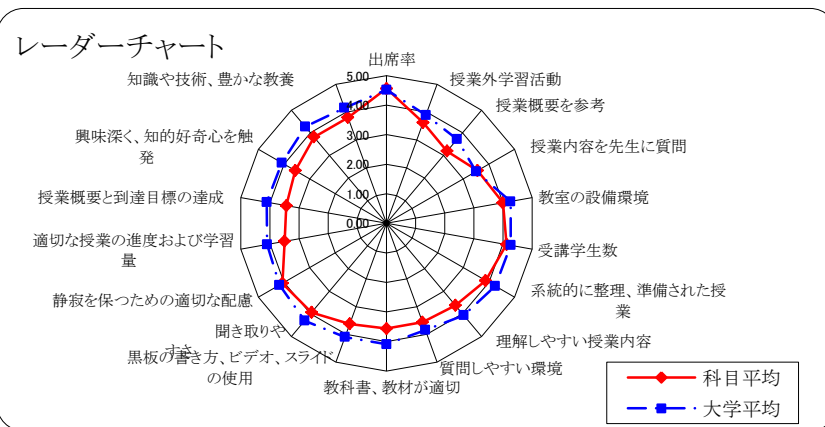 レーダーチャート
出席率
授業外学習活動
授業概要を参考
授業内容を先生に質問
教室の設備環境
受講学生数
系統的に整理、準備された授
業
理解しやすい授業内容
質問しやすい環境
教科書、教材が適切
黒板の書き方、ビデオ、スライド
の使用
聞き取りや
すさ
静寂を保つための適切な配慮
適切な授業の進度および学習
量
授業概要と到達目標の達成
興味深く、知的好奇心を触
発
知識や技術、豊かな教養
5.00
4.00
3.00
2.00
1.00
0.00
科目平均
大学平均